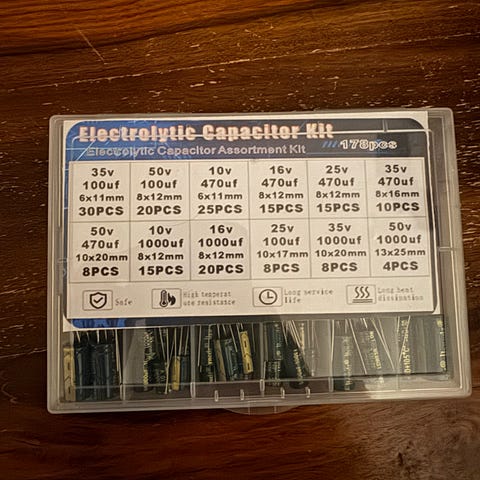 Electrolytic Capacitor Kit
Electrolytic Capacitor Assortment Kit
178pcs
35v 50v 10v 16v 25v 35v
100uf 100uf 470uf 470uf 470uf 470uf
6x11mm 8x12mm 6x11mm 8x12mm 8x12mm 8x16mm
30PCS 20PCS 25PCS 15PCS 15PCS 10PCS
50v 10v 16v 25v 35v 50v
470uf 1000uf 1000uf 100uf 1000uf 1000uf
10x20mm 8x12mm 8x12mm 10x17mm 10x20mm 13x25mm
8PCS 15PCS 20PCS 8PCS 8PCS 4PCS
Safe
High temperat
ure resistance
Long service
life
Long heat
dissipation